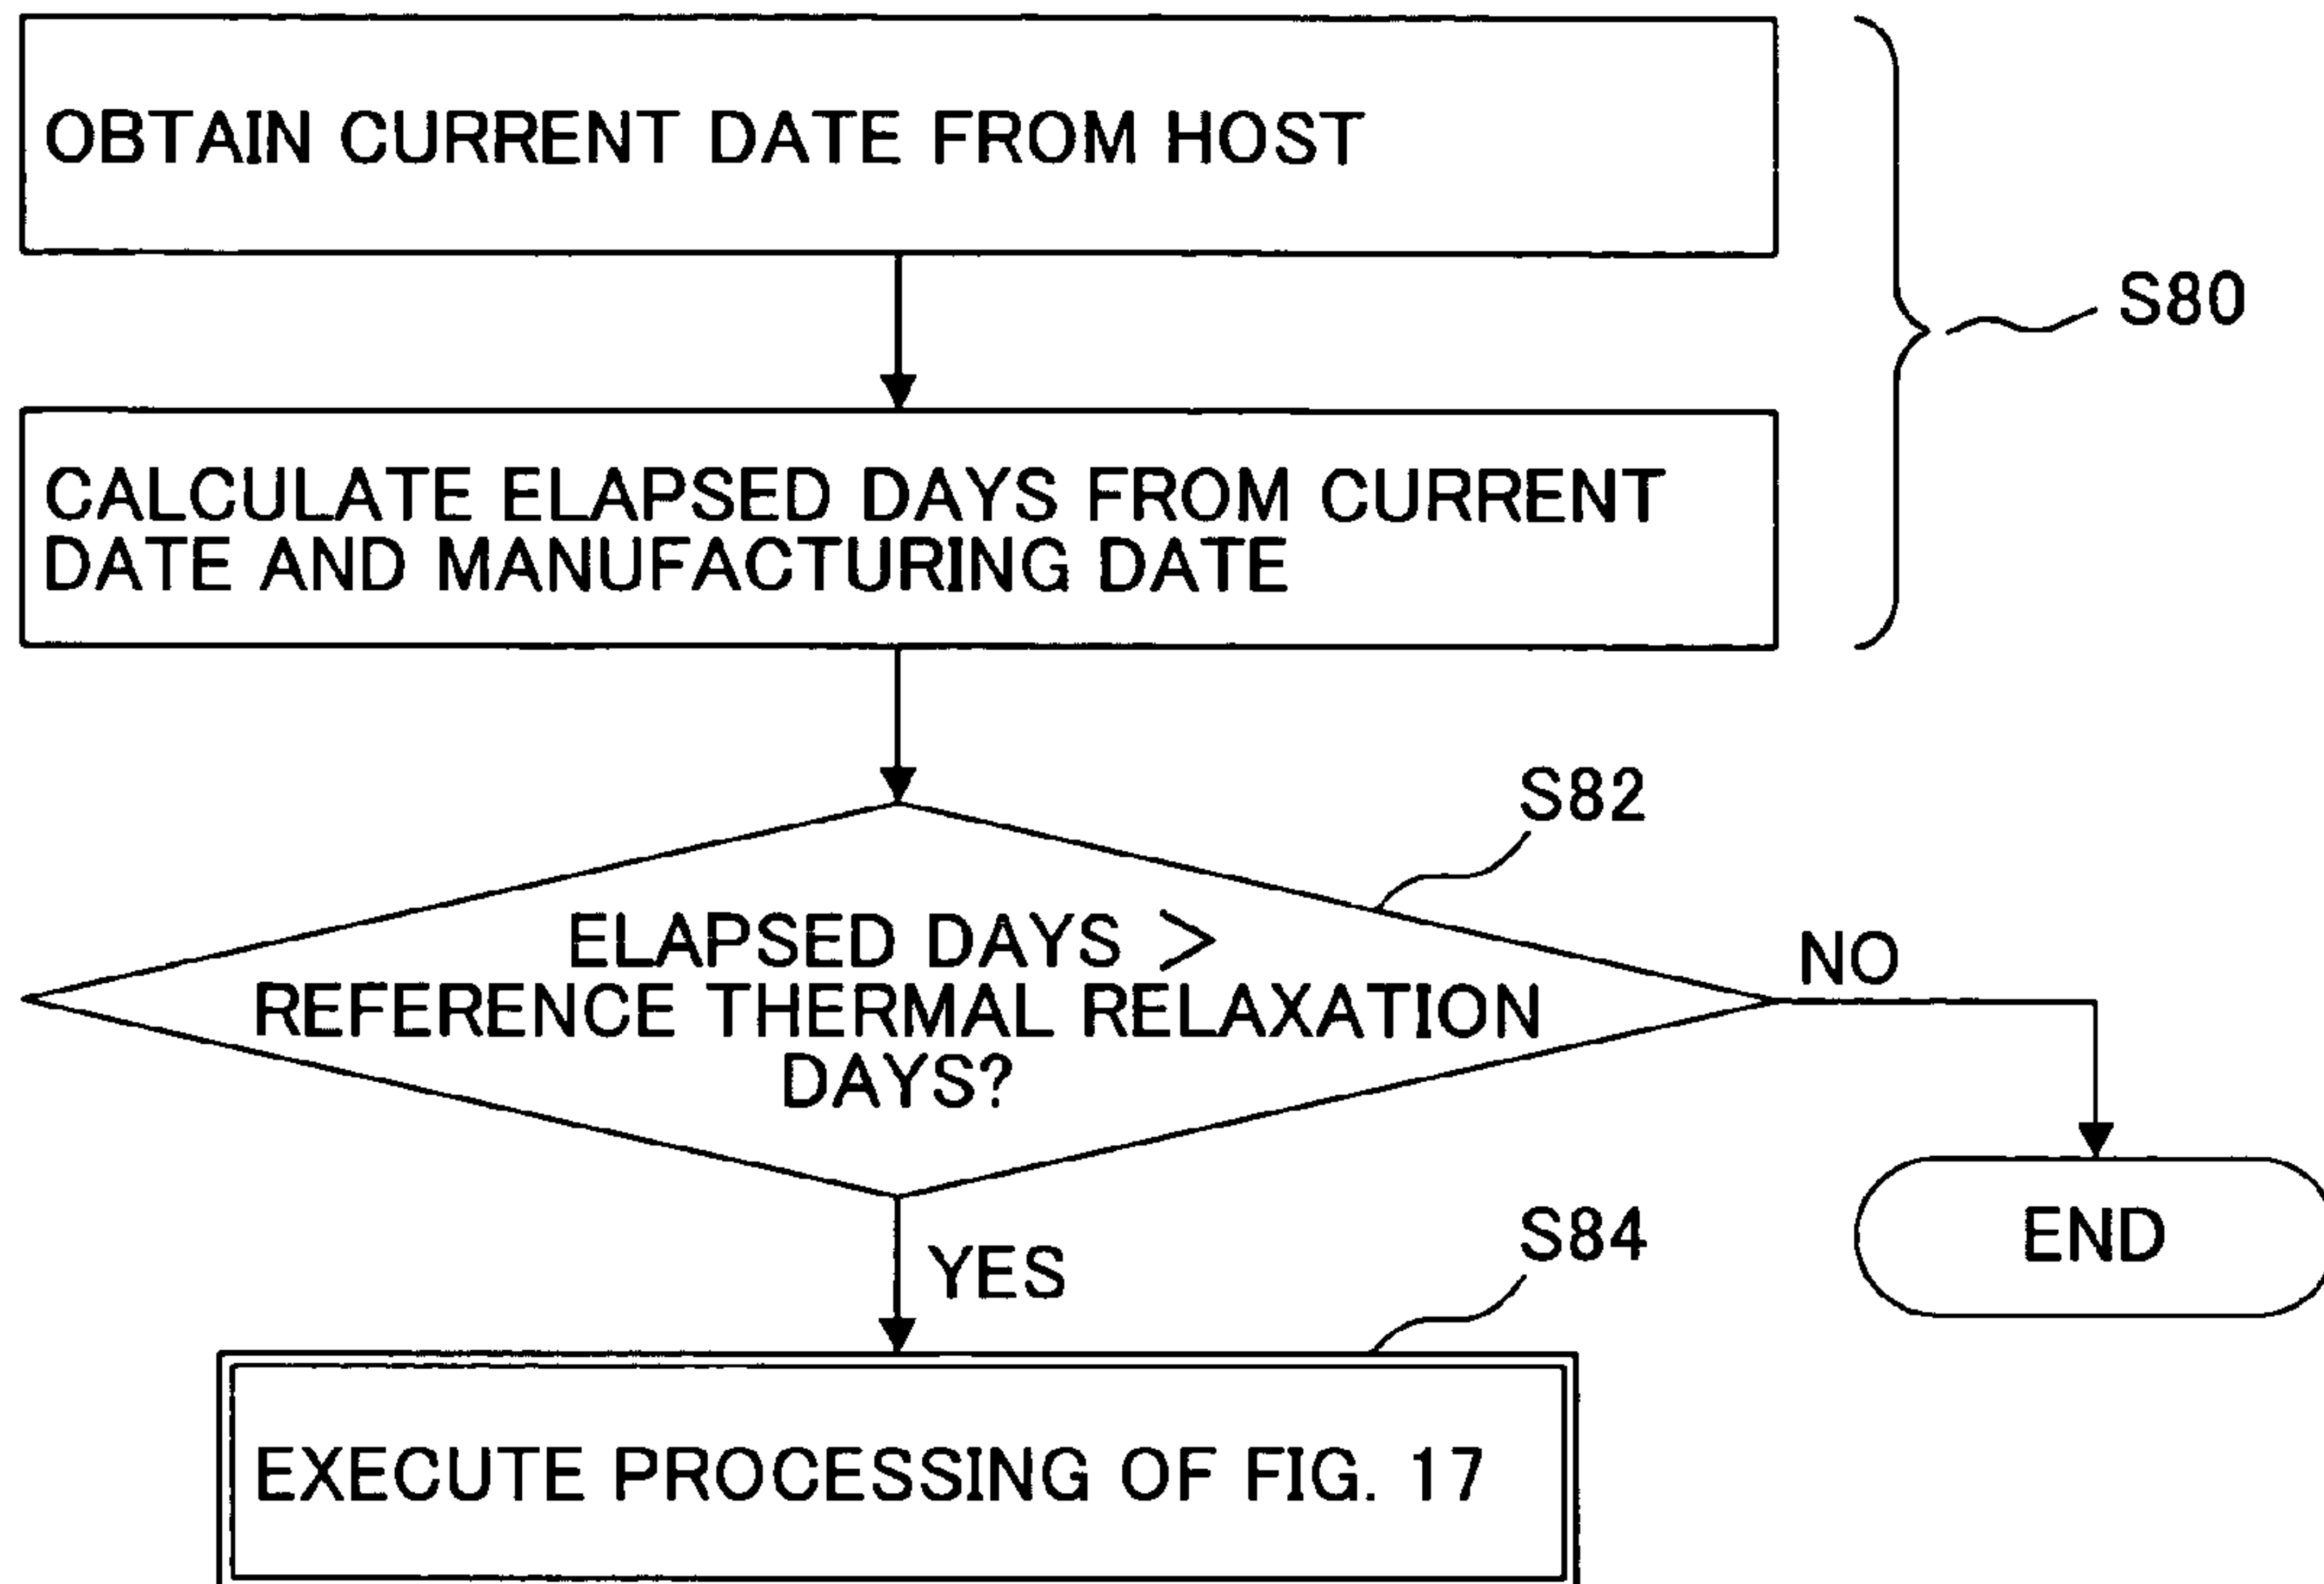 OBTAIN CURRENT DATE FROM HOST
S80
CALCULATE ELAPSED DAYS FROM CURRENT
DATE AND MANUFACTURING DATE
S82
ELAPSED DAYS >
REFERENCE THERMAL RELAXATION
DAYS?
NO
END
YES
S84
EXECUTE PROCESSING OF FIG. 17